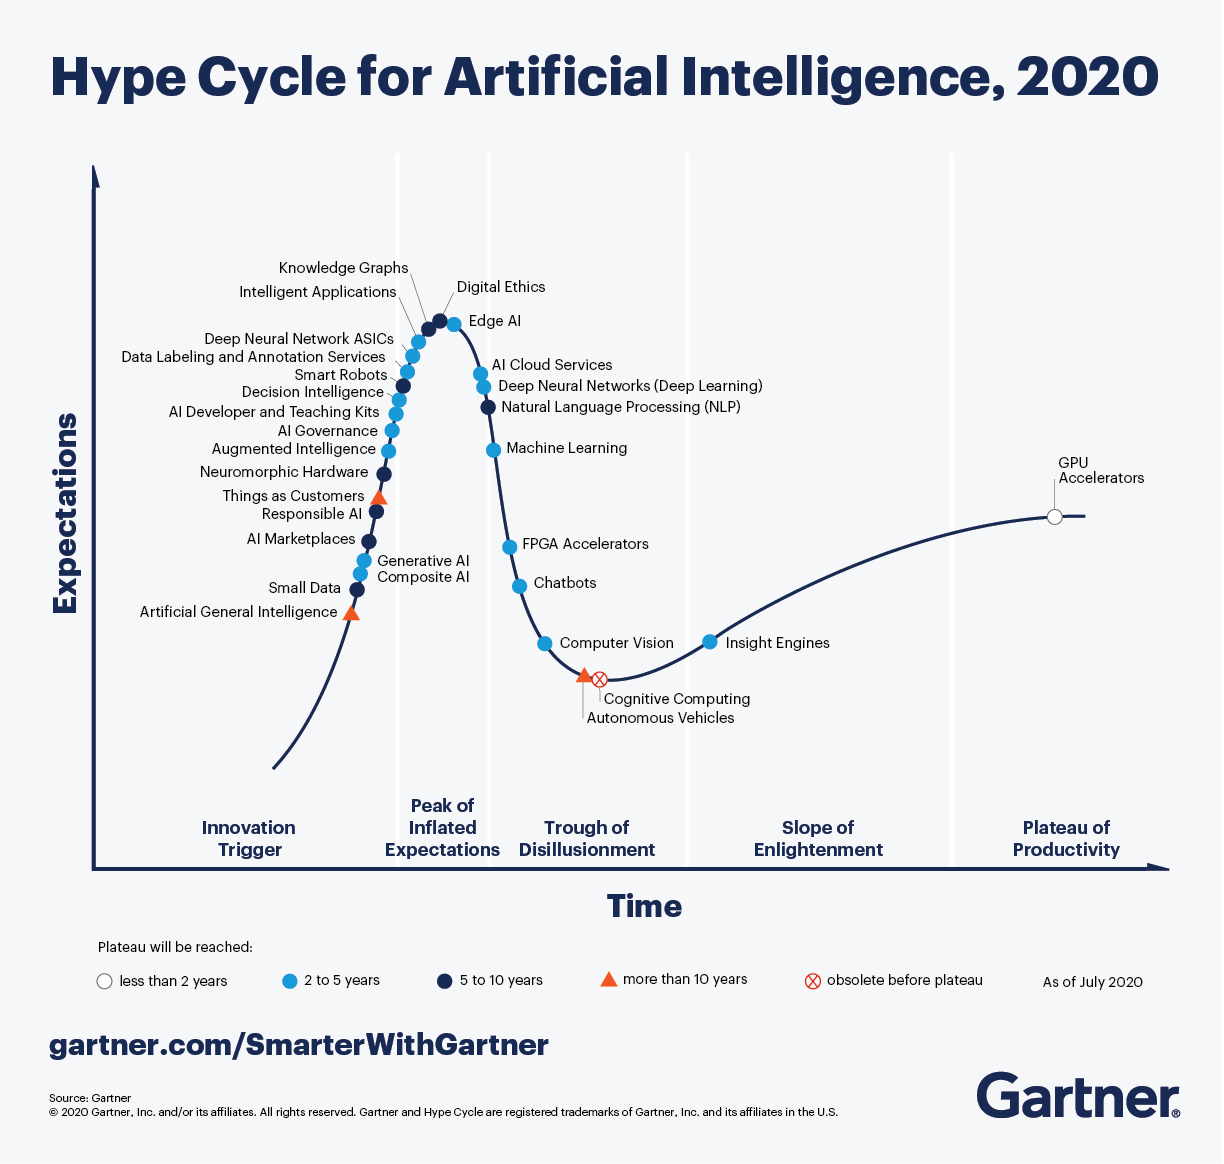 Hype Cycle for Artificial Intelligence, 2020
Expectations
Knowledge Graphs
Intelligent Applications
Deep Neural Network ASICs
Data Labeling and Annotation Services
Smart Robots
Decision Intelligence
AI Developer and Teaching Kits
AI Governance
Augmented Intelligence
Neuromorphic Hardware
Things as Customers
Responsible AI
AI Marketplaces
Generative AI
Composite AI
Small Data
Artificial General Intelligence
Digital Ethics
Edge AI
AI Cloud Services
Deep Neural Networks (Deep Learning)
Natural Language Processing (NLP)
Machine Learning
FPGA Accelerators
Chatbots
Computer Vision
Cognitive Computing
Autonomous Vehicles
Insight Engines
GPU
Accelerators
Innovation
Trigger
Peak of
Inflated
Expectations
Trough of
Disillusionment
Slope of
Enlightenment
Plateau of
Productivity
Time
Plateau will be reached:
less than 2 years
2 to 5 years
5 to 10 years
more than 10 years
obsolete before plateau
As of July 2020
gartner.com/SmarterWithGartner
Source: Gartner
© 2020 Gartner, Inc. and/or its affiliates. All rights reserved. Gartner and Hype Cycle are registered trademarks of Gartner, Inc. and its affiliates in the U.S.
Gartner®